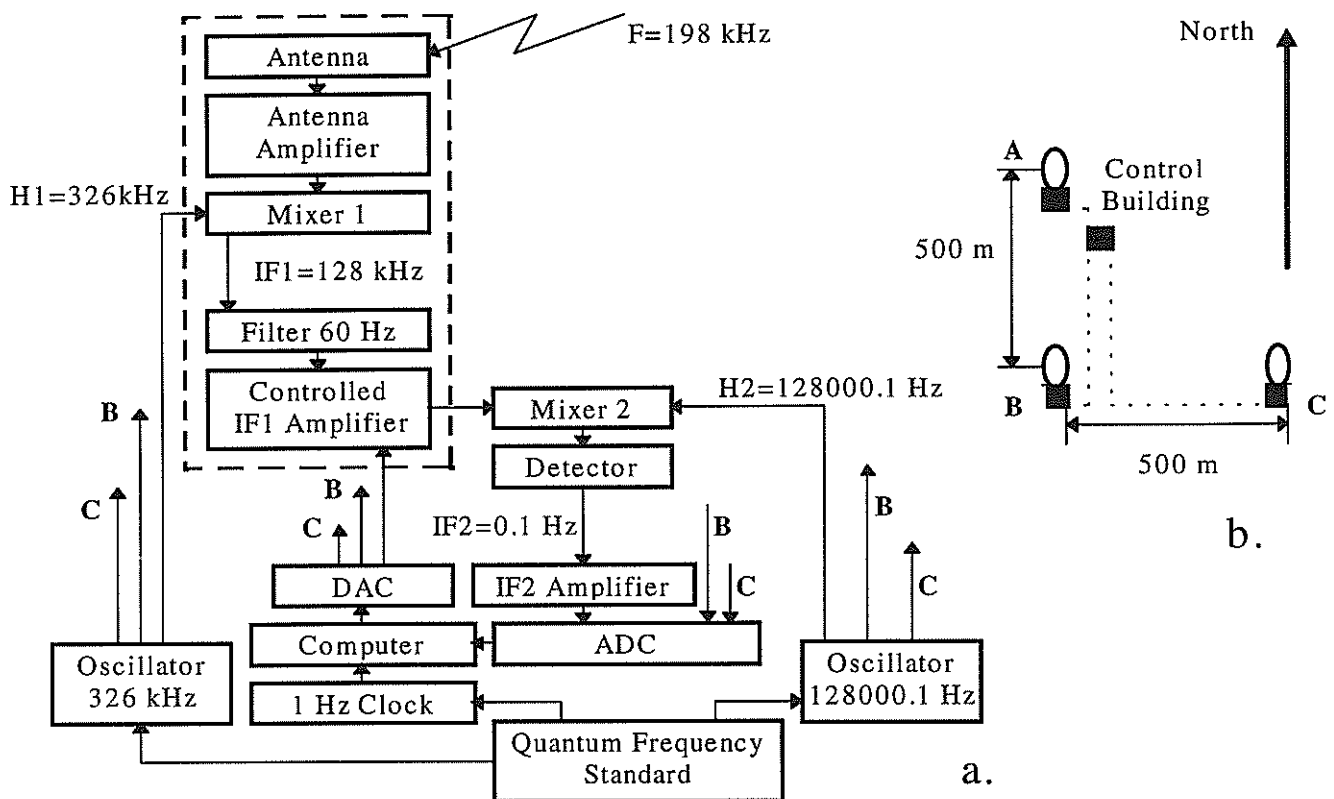 F=198 kHz
Antenna
Antenna
Amplifier
H1=326kHz
Mixer 1
IF1=128 kHz
Filter 60 Hz
Controlled
IF1 Amplifier
B
C
B
C
DAC
Computer
1 Hz Clock
Oscillator
326 kHz
Mixer 2
H2=128000.1 Hz
Detector
IF2=0.1 Hz
B
C
IF2 Amplifier
ADC
B
C
Oscillator
128000.1 Hz
Quantum Frequency
Standard
a.
North
A
Control
Building
500 m
B
C
500 m
b.